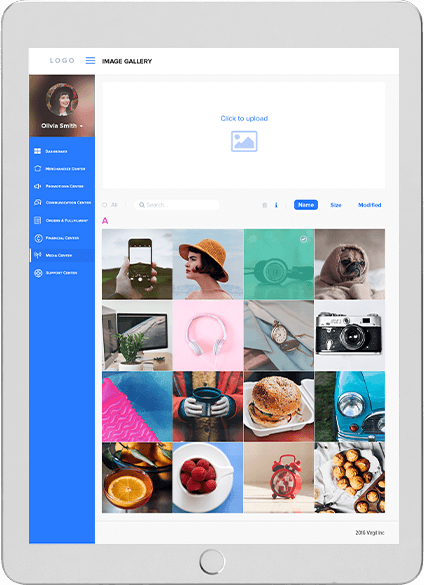 LOGO
IMAGE GALLERY
Olivia Smith
Click to upload
Dashboard
Merchandise Center
Promotions Center
Communication Center
Orders & Fulfilment
Financial Center
Media Center
Support Center
All
Search...
Name
Size
Modified
A
2016 Virgil Inc